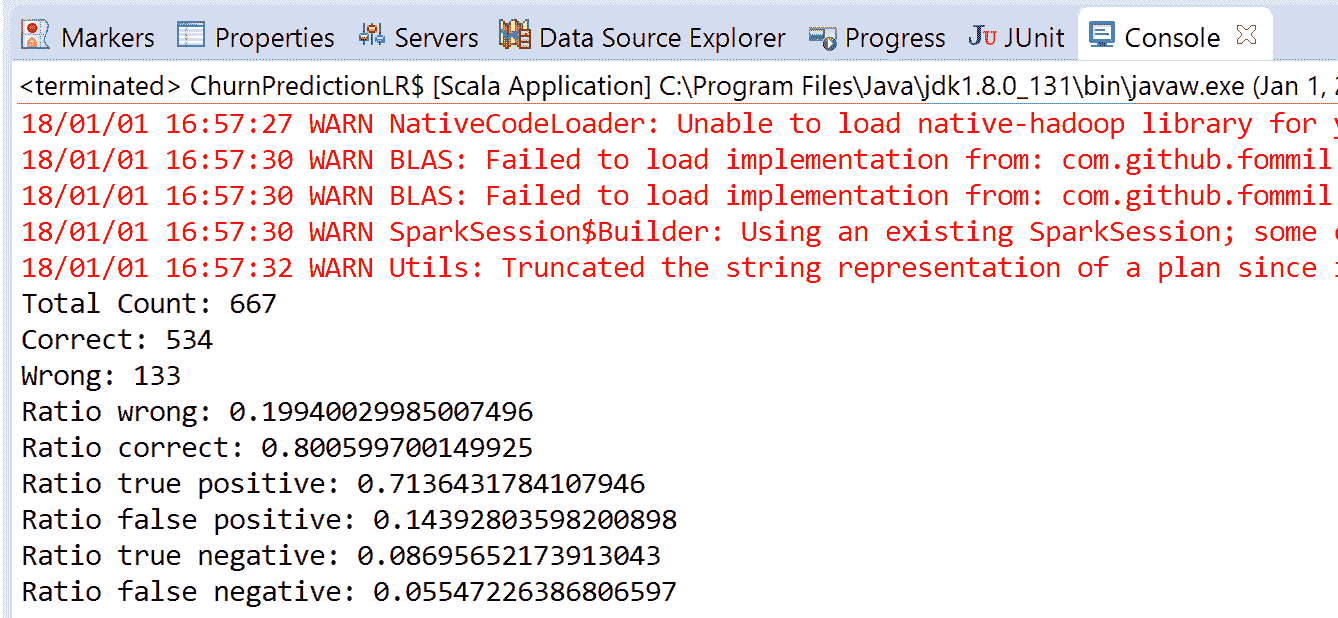 Markers Properties Servers Data Source Explorer Progress JUnit Console
<terminated> ChurnPredictionLR$ [Scala Application] C:\Program Files\Java\jdk1.8.0_131\bin\javaw.exe (Jan 1,
18/01/01 16:57:27 WARN NativeCodeLoader: Unable to load native-hadoop library for
18/01/01 16:57:30 WARN BLAS: Failed to load implementation from: com.github.fommil
18/01/01 16:57:30 WARN BLAS: Failed to load implementation from: com.github.fommil
18/01/01 16:57:30 WARN SparkSession$Builder: Using an existing SparkSession; some
18/01/01 16:57:32 WARN Utils: Truncated the string representation of a plan since
Total Count: 667
Correct: 534
Wrong: 133
Ratio wrong: 0.19940029985007496
Ratio correct: 0.800599700149925
Ratio true positive: 0.7136431784107946
Ratio false positive: 0.14392803598200898
Ratio true negative: 0.08695652173913043
Ratio false negative: 0.05547226386806597